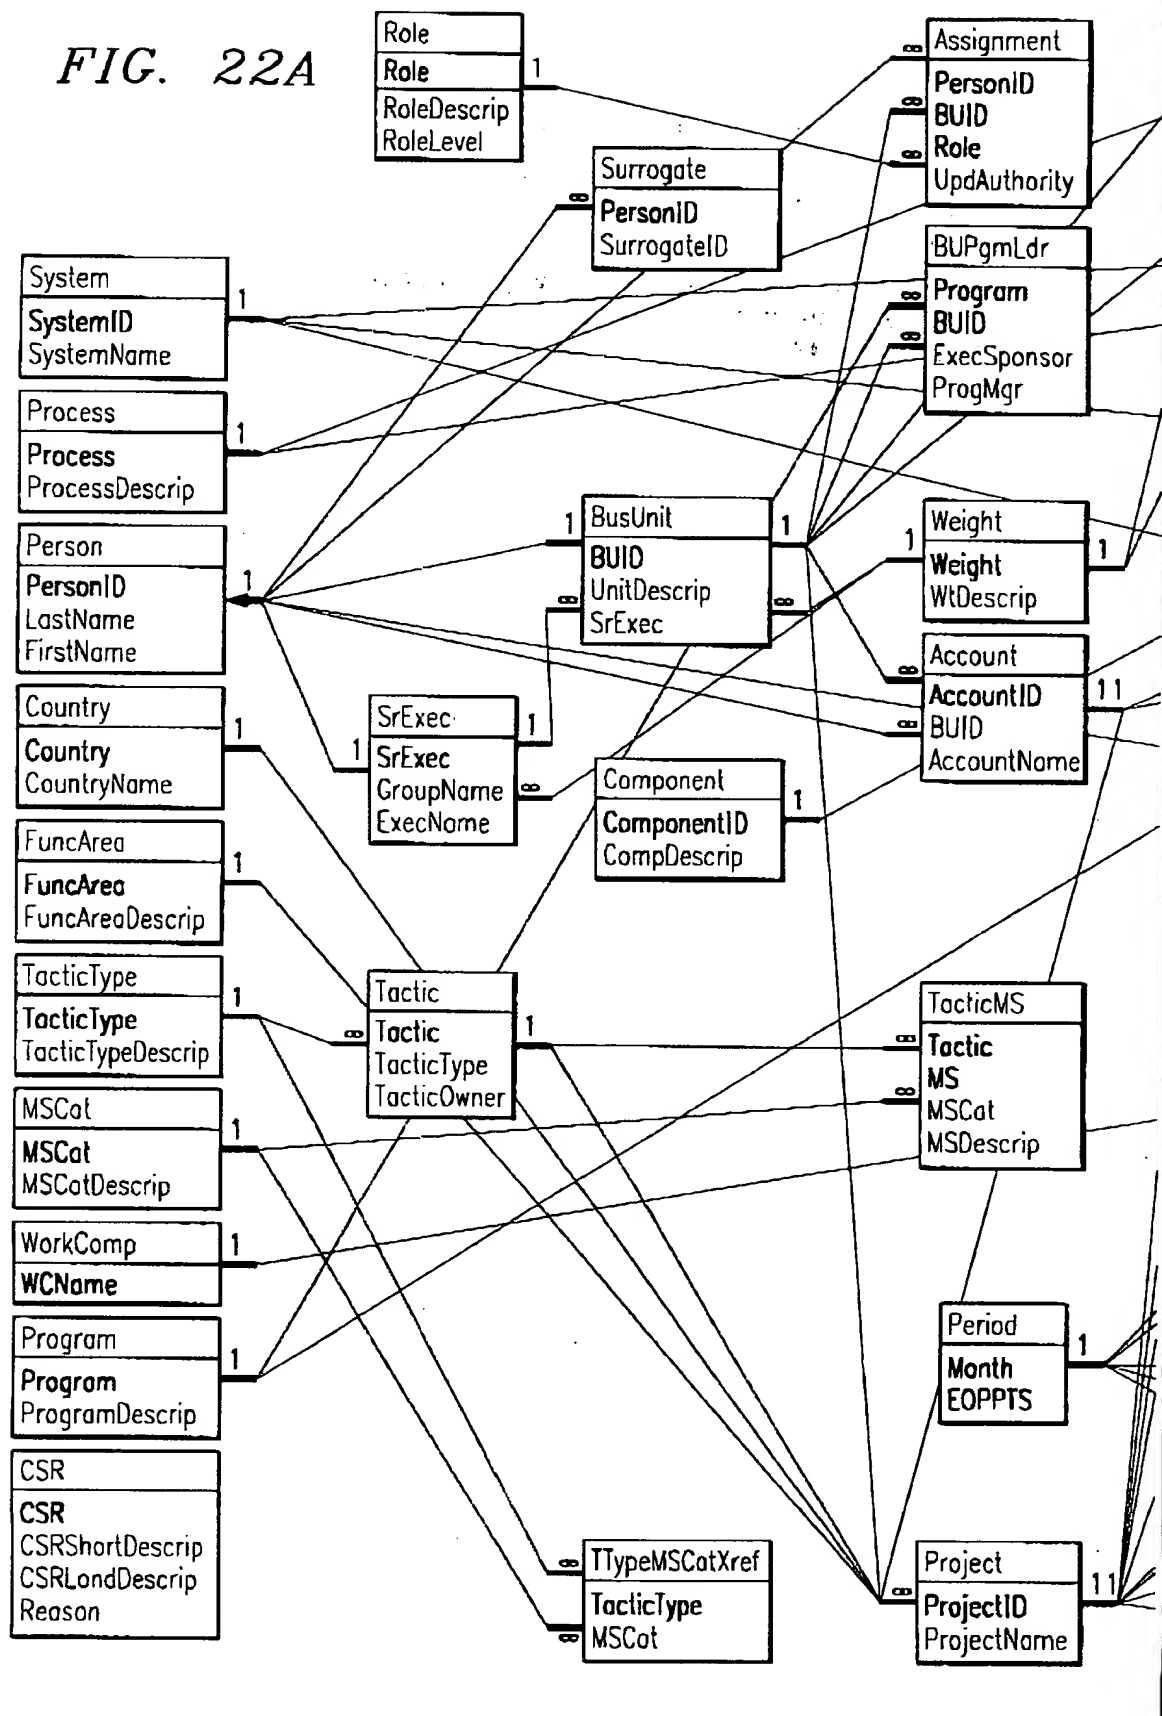 FIG. 22A
Role
Role
RoleDescrip
RoleLevel
1
∞
Assignment
PersonID
∞
BUID
Role
∞
UpdAuthority
Surrogate
∞
PersonID
SurrogateID
BUPgmLdr
∞
Program
BUID
∞
ExecSponsor
ProgMgr
System
SystemID
SystemName
1
Process
Process
ProcessDescrip
1
Person
PersonID
LastName
FirstName
1
1
BusUnit
1
BUID
UnitDescrip
∞
SrExec
∞
1
Weight
Weight
WtDescrip
1
Account
∞
AccountID
BUID
∞
AccountName
11
Country
Country
CountryName
1
1
SrExec
SrExec
GroupName
ExecName
1
∞
Component
ComponentID
CompDescrip
1
FuncArea
FuncArea
FuncAreaDescrip
1
TacticType
TacticType
TacticTypeDescrip
1
∞
Tactic
Tactic
TacticType
TacticOwner
1
TacticMS
∞
Tactic
MS
∞
MSCat
MSDescrip
MSCat
MSCat
MSCatDescrip
1
WorkComp
WCName
1
Program
Program
ProgramDescrip
1
Period
Month
EOPPTS
1
CSR
CSR
CSRShortDescrip
CSRLondDescrip
Reason
∞
TTypeMSCatXref
TacticType
MSCat
∞
∞
Project
ProjectID
ProjectName
11